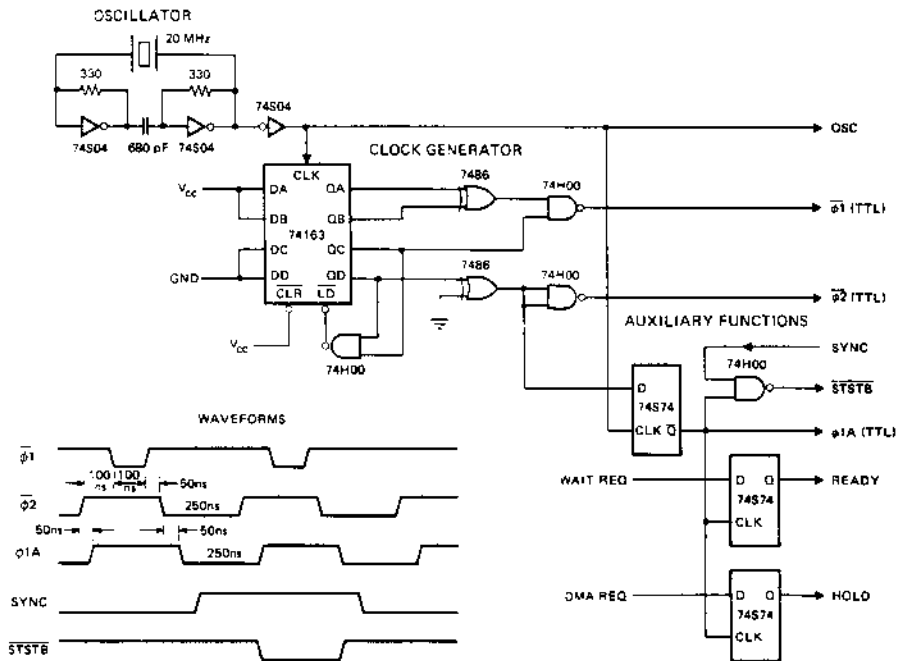 OSCILLATOR
20 MHz
330
330
74S04
680 pF
74S04
74S04
OSC
CLOCK GENERATOR
CLK
VCC
DA
QA
7486
74H00
DB
QB
φ1 (TTL)
74163
DC
QC
GND
DD
QD
7486
74H00
CLR
LD
φ2 (TTL)
AUXILIARY FUNCTIONS
VCC
74H00
SYNC
74H00
STSTB
D
74S74
CLK
Q
φ1A (TTL)
WAVEFORMS
φ1
100 ns
100 ns
50ns
φ2
250ns
50ns
50ns
φ1A
250ns
SYNC
STSTB
WAIT REQ
D
Q
READY
74S74
CLK
DMA REQ
D
Q
HOLD
74S74
CLK